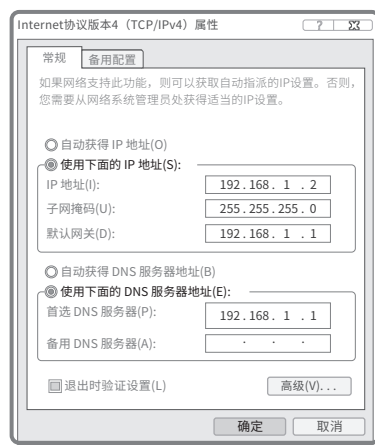 Internet协议版本4（TCP/IPv4）属性
常规 备用配置
如果网络支持此功能，则可以获取自动指派的IP设置。否则，
您需要从网络系统管理员处获得适当的IP设置。
自动获得 IP 地址(O)
使用下面的 IP 地址(S):
IP 地址(I): 192.168. 1 . 2
子网掩码(U): 255.255.255. 0
默认网关(D): 192.168. 1 . 1
自动获得 DNS 服务器地址(B)
使用下面的 DNS 服务器地址(E):
首选 DNS 服务器(P): 192.168. 1 . 1
备用 DNS 服务器(A): . . .
退出时验证设置(L) 高级(V)...
确定 取消